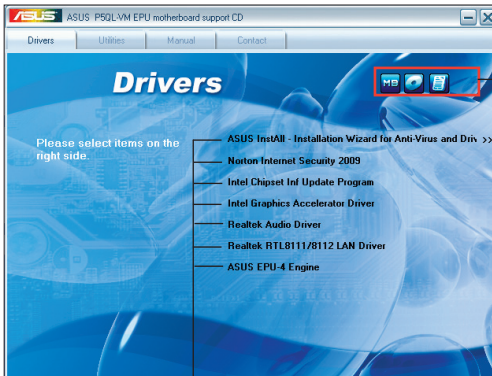 ASUS ASUS P5QL-VM EPU motherboard support CD
Drivers Utilities Manual Contact
Drivers
MB
Please select items on the
right side.
ASUS InstAll - Installation Wizard for Anti-Virus and Driv >>
Norton Internet Security 2009
Intel Chipset Inf Update Program
Intel Graphics Accelerator Driver
Realtek Audio Driver
Realtek RTL8111/8112 LAN Driver
ASUS EPU-4 Engine